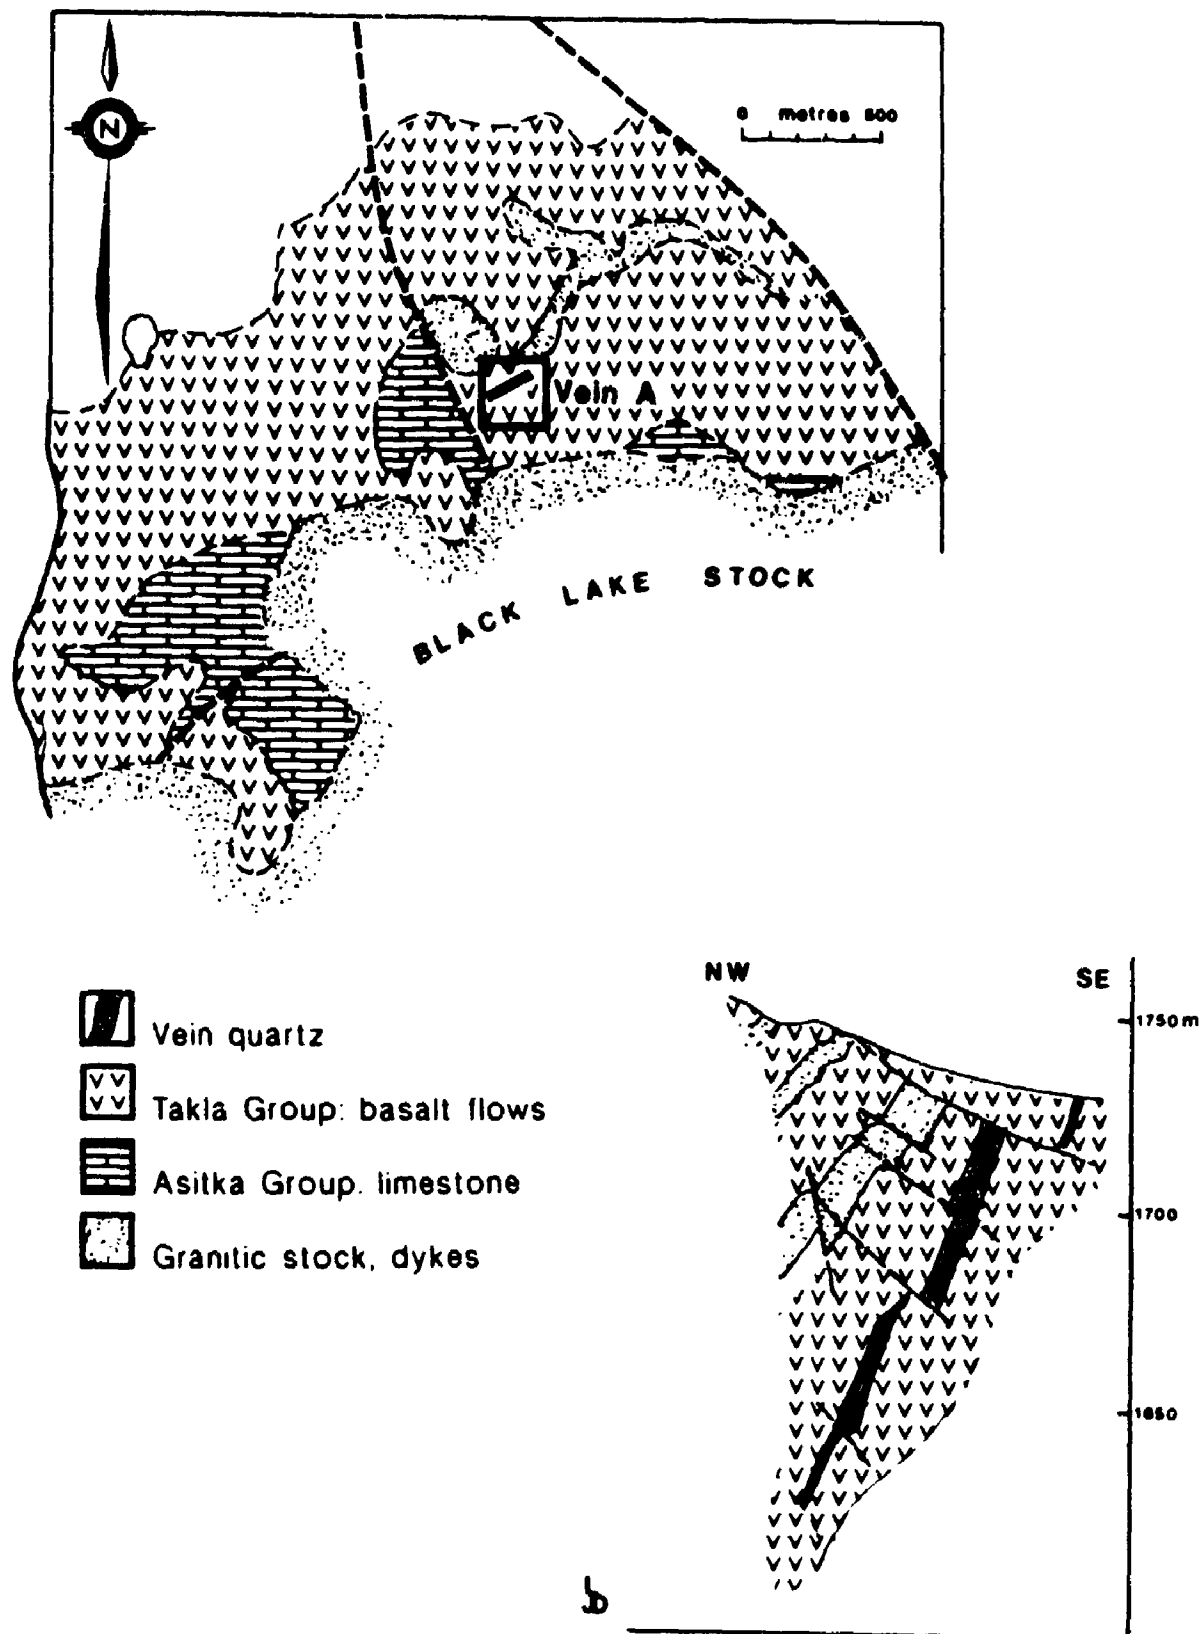 N
0 metres 500
Vein A
BLACK LAKE STOCK
NW
SE
1750m
1700
1650
Vein quartz
Takla Group: basalt flows
Asitka Group. limestone
Granitic stock, dykes
b